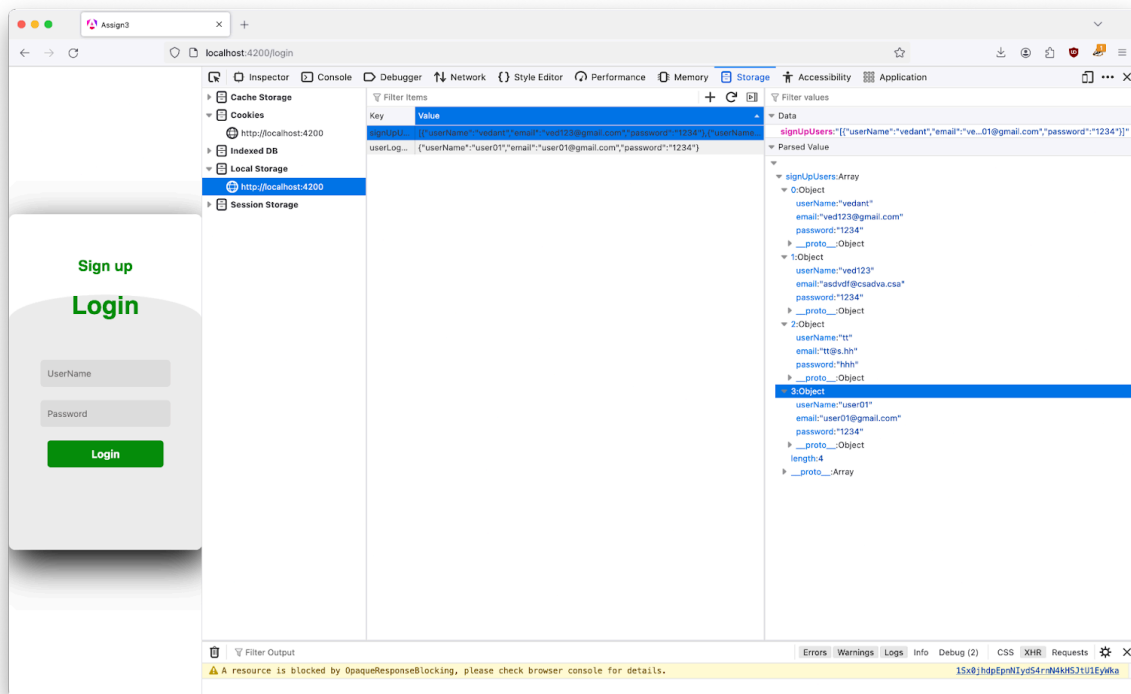 Assign3
localhost:4200/login
Inspector Console Debugger Network Style Editor Performance Memory Storage Accessibility Application
Cache Storage
Cookies
http://localhost:4200
Indexed DB
Local Storage
http://localhost:4200
Session Storage
Filter Items
Key Value
signUpU... [{"userName":"vedant","email":"ved123@gmail.com","password":"1234"},{"userName...
userLog... {"userName":"user01","email":"user01@gmail.com","password":"1234"}
Filter values
Data
signUpUsers:"[{"userName":"vedant","email":"ve...01@gmail.com","password":"1234"}]"
Parsed Value
signUpUsers:Array
0:Object
userName:"vedant"
email:"ved123@gmail.com"
password:"1234"
__proto__:Object
1:Object
userName:"ved123"
email:"asdvdf@csadva.csa"
password:"1234"
__proto__:Object
2:Object
userName:"tt"
email:"tt@s.hh"
password:"hhh"
__proto__:Object
3:Object
userName:"user01"
email:"user01@gmail.com"
password:"1234"
__proto__:Object
length:4
__proto__:Array
Sign up
Login
UserName
Password
Login
Filter Output
Errors Warnings Logs Info Debug (2) CSS XHR Requests
A resource is blocked by OpaqueResponseBlocking, please check browser console for details.